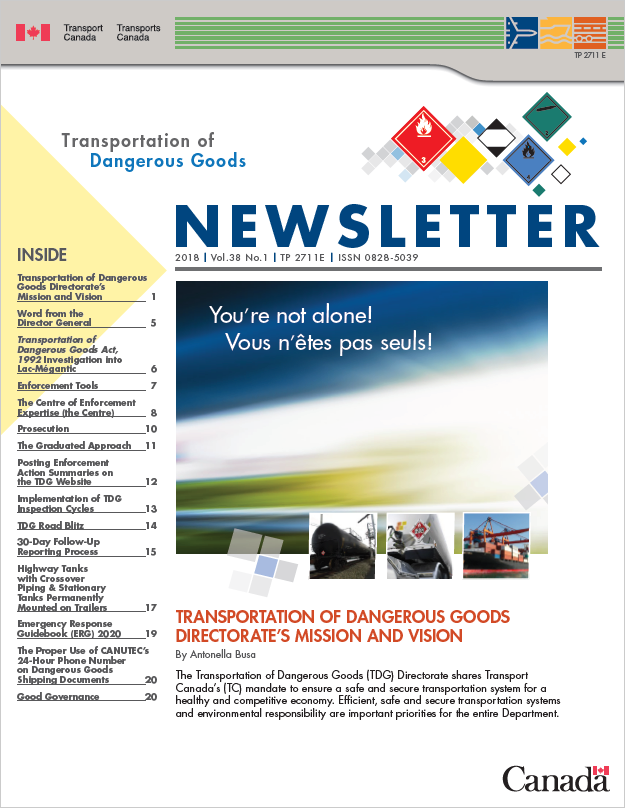 Transport Canada
Transports Canada
TP 2711 E
Transportation of
Dangerous Goods
3
2
4
NEWSLETTER
2018 | Vol.38 No.1 | TP 2711E | ISSN 0828-5039
INSIDE
Transportation of Dangerous
Goods Directorate's
Mission and Vision 1
Word from the
Director General 5
Transportation of
Dangerous Goods Act,
1992 Investigation into
Lac-Mégantic 6
Enforcement Tools 7
The Centre of Enforcement
Expertise (the Centre) 8
Prosecution 10
The Graduated Approach 11
Posting Enforcement
Action Summaries on
the TDG Website 12
Implementation of TDG
Inspection Cycles 13
TDG Road Blitz 14
30-Day Follow-Up
Reporting Process 15
Highway Tanks
with Crossover
Piping & Stationary
Tanks Permanently
Mounted on Trailers 17
Emergency Response
Guidebook (ERG) 2020 19
The Proper Use of CANUTEC's
24-Hour Phone Number
on Dangerous Goods
Shipping Documents 20
Good Governance 20
You're not alone!
Vous n'êtes pas seuls!
TRANSPORTATION OF DANGEROUS GOODS
DIRECTORATE'S MISSION AND VISION
By Antonella Busa
The Transportation of Dangerous Goods (TDG) Directorate shares Transport
Canada's (TC) mandate to ensure a safe and secure transportation system for a
healthy and competitive economy. Efficient, safe and secure transportation systems
and environmental responsibility are important priorities for the entire Department.
Canada